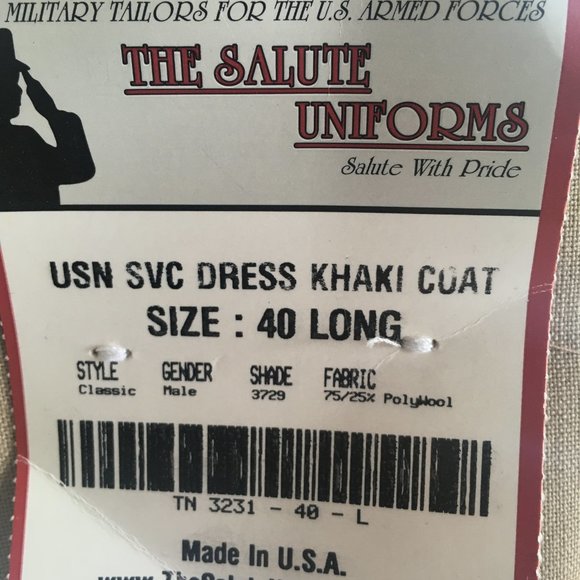 MILITARY TAILORS FOR THE U.S. ARMED FORCES
THE SALUTE
UNIFORMS
Salute With Pride
USN SVC DRESS KHAKI COAT
SIZE : 40 LONG
STYLE GENDER SHADE FABRIC
Classic Male 3729 75/25% PolyWool
TN 3231 - 40 - L
Made In U.S.A.